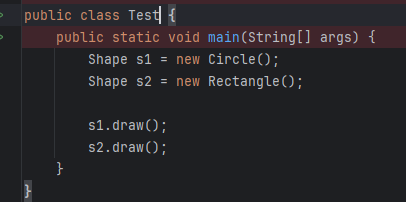 public class Test {
    public static void main(String[] args) {
        Shape s1 = new Circle();
        Shape s2 = new Rectangle();

        s1.draw();
        s2.draw();
    }
}